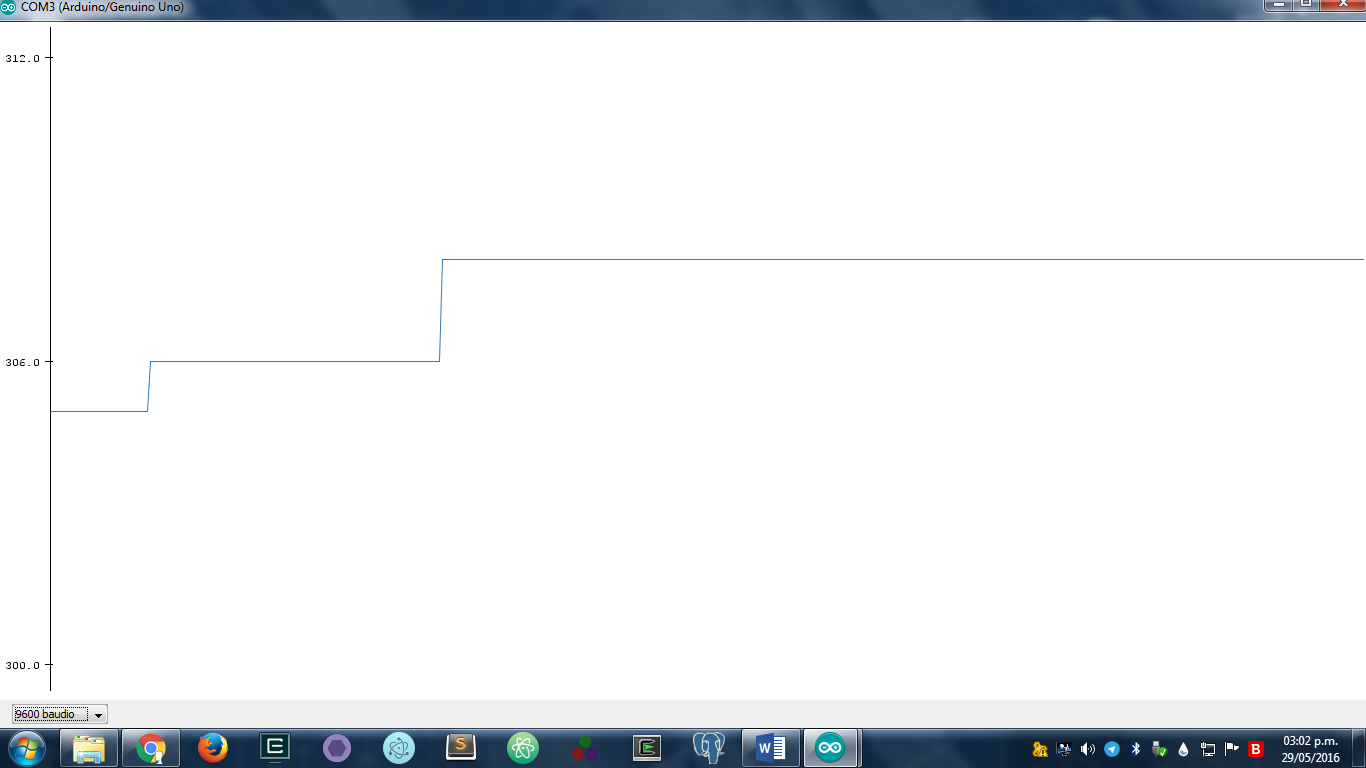 COM3 (Arduino/Genuino Uno)
312.0
306.0
300.0
9600 baudio
S
W
B
03:02 p.m.
29/05/2016